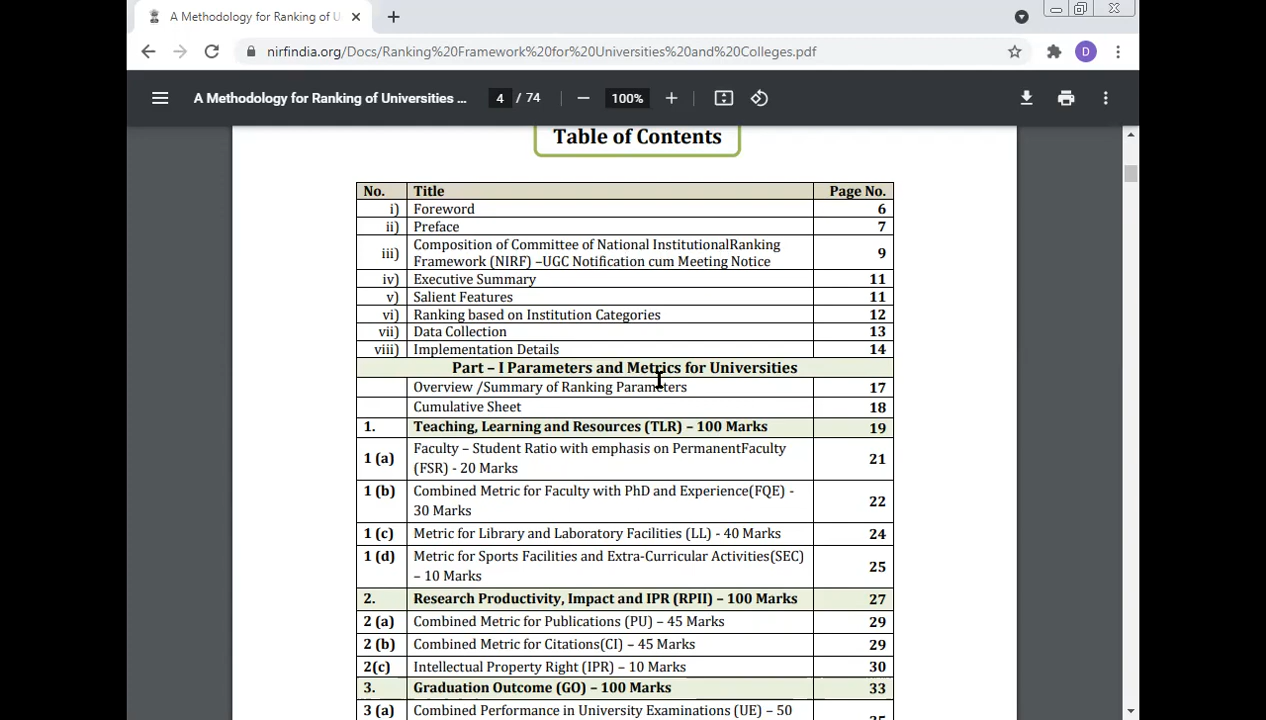 A Methodology for Ranking of U
nirfindia.org/Docs/Ranking%20Framework%20for%20Universities%20and%20Colleges.pdf
D
A Methodology for Ranking of Universities ...
4 / 74
100%
Table of Contents
No. Title Page No.
i) Foreword 6
ii) Preface 7
iii) Composition of Committee of National InstitutionalRanking
Framework (NIRF) –UGC Notification cum Meeting Notice 9
iv) Executive Summary 11
v) Salient Features 11
vi) Ranking based on Institution Categories 12
vii) Data Collection 13
viii) Implementation Details 14
Part – I Parameters and Metrics for Universities
Overview /Summary of Ranking Parameters 17
Cumulative Sheet 18
1. Teaching, Learning and Resources (TLR) – 100 Marks 19
1 (a) Faculty – Student Ratio with emphasis on PermanentFaculty
(FSR) - 20 Marks 21
1 (b) Combined Metric for Faculty with PhD and Experience(FQE) -
30 Marks 22
1 (c) Metric for Library and Laboratory Facilities (LL) - 40 Marks 24
1 (d) Metric for Sports Facilities and Extra-Curricular Activities(SEC)
– 10 Marks 25
2. Research Productivity, Impact and IPR (RPII) – 100 Marks 27
2 (a) Combined Metric for Publications (PU) – 45 Marks 29
2 (b) Combined Metric for Citations(CI) – 45 Marks 29
2(c) Intellectual Property Right (IPR) – 10 Marks 30
3. Graduation Outcome (GO) – 100 Marks 33
3 (a) Combined Performance in University Examinations (UE) – 50